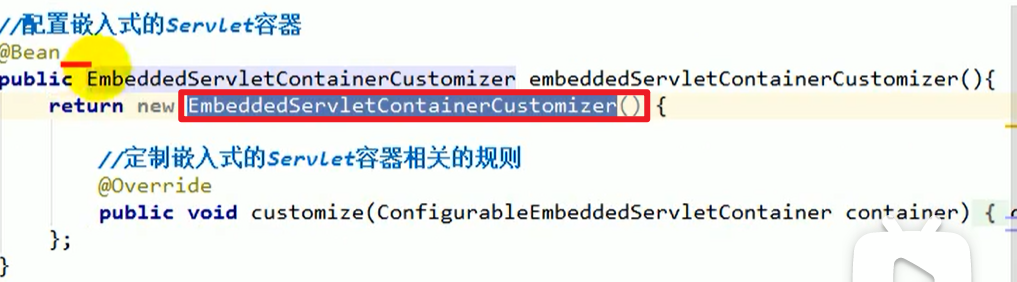 //配置嵌入式的Servlet容器
@Bean
public EmbeddedServletContainerCustomizer embeddedServletContainerCustomizer(){
return new EmbeddedServletContainerCustomizer() {
//定制嵌入式的Servlet容器相关的规则
@Override
public void customize(ConfigurableEmbeddedServletContainer container) {
};
}